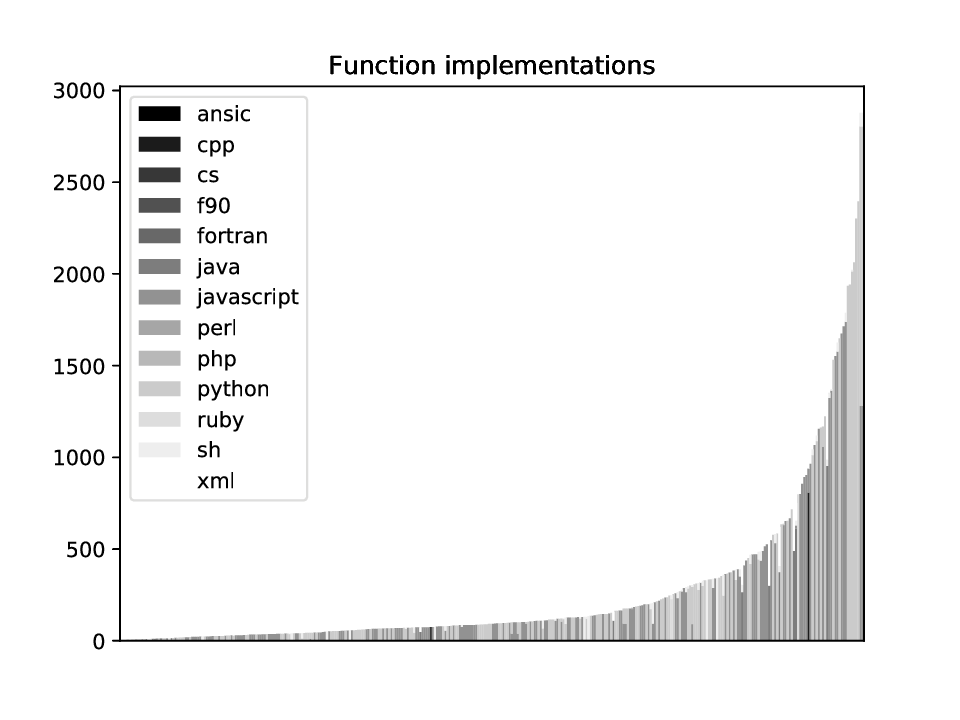 Function implementations
3000
2500
2000
1500
1000
500
0
ansic
cpp
cs
f90
fortran
java
javascript
perl
php
python
ruby
sh
xml